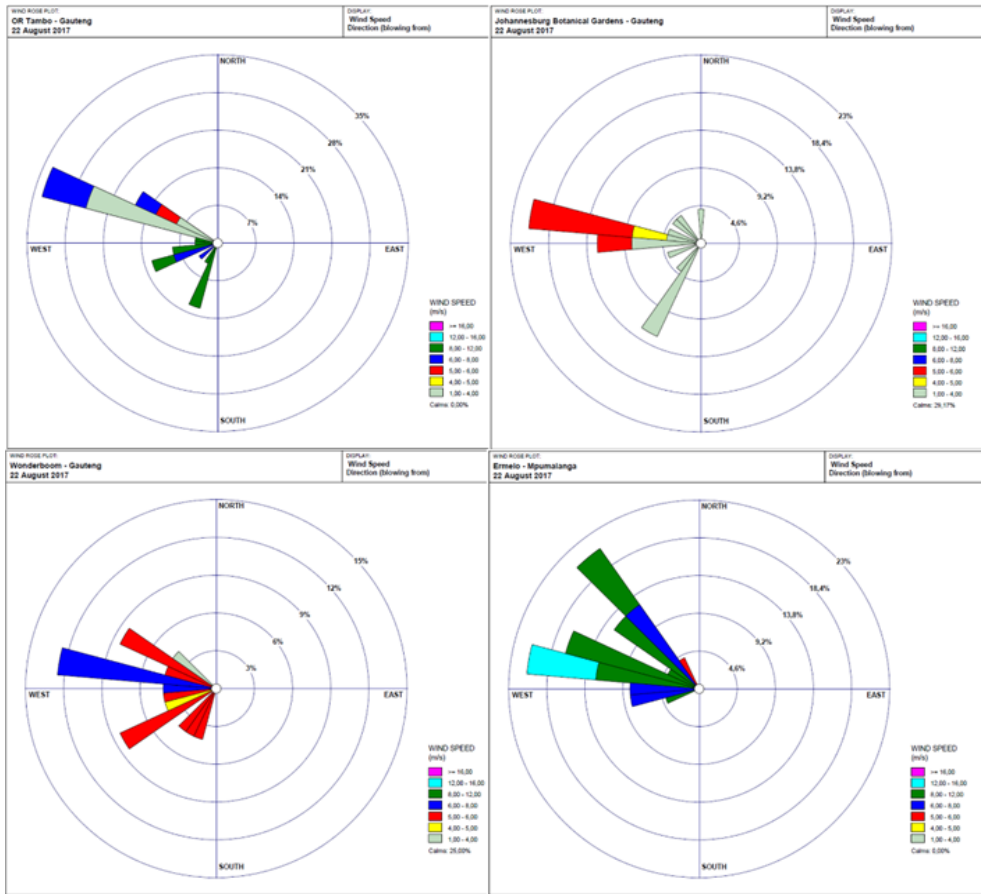 WIND ROSE PLOT:
OR Tambo - Gauteng
22 August 2017
DISPLAY:
Wind Speed
Direction (blowing from)
NORTH
35%
28%
21%
14%
7%
WEST
EAST
SOUTH
WIND SPEED
(m/s)
>= 16,00
12,00 - 16,00
8,00 - 12,00
6,00 - 8,00
5,00 - 6,00
4,00 - 5,00
1,00 - 4,00
Calms: 0,00%
WIND ROSE PLOT:
Johannesburg Botanical Gardens - Gauteng
22 August 2017
DISPLAY:
Wind Speed
Direction (blowing from)
NORTH
23%
18,4%
13,8%
9,2%
4,6%
WEST
EAST
SOUTH
WIND SPEED
(m/s)
>= 16,00
12,00 - 16,00
8,00 - 12,00
6,00 - 8,00
5,00 - 6,00
4,00 - 5,00
1,00 - 4,00
Calms: 29,17%
WIND ROSE PLOT:
Wonderboom - Gauteng
22 August 2017
DISPLAY:
Wind Speed
Direction (blowing from)
NORTH
15%
12%
9%
6%
3%
WEST
EAST
SOUTH
WIND SPEED
(m/s)
>= 16,00
12,00 - 16,00
8,00 - 12,00
6,00 - 8,00
5,00 - 6,00
4,00 - 5,00
1,00 - 4,00
Calms: 25,00%
WIND ROSE PLOT:
Ermelo - Mpumalanga
22 August 2017
DISPLAY:
Wind Speed
Direction (blowing from)
NORTH
23%
18,4%
13,8%
9,2%
4,6%
WEST
EAST
SOUTH
WIND SPEED
(m/s)
>= 16,00
12,00 - 16,00
8,00 - 12,00
6,00 - 8,00
5,00 - 6,00
4,00 - 5,00
1,00 - 4,00
Calms: 0,00%